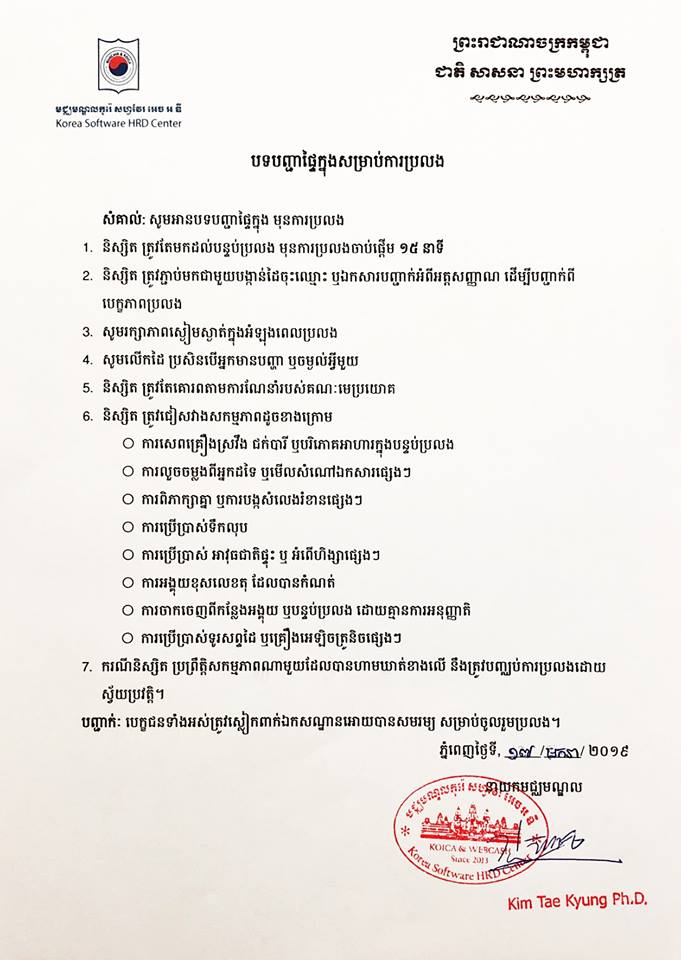 ព្រះរាជាណាចក្រកម្ពុជា
ជាតិ សាសនា ព្រះមហាក្សត្រ
KOREA & HRD
មជ្ឈមណ្ឌលកូរ៉េ សហ្វវែរ អេច អ ឌី
Korea Software HRD Center
បទបញ្ជាផ្ទៃក្នុងសម្រាប់ការប្រលង
សំគាល់: សូមអានបទបញ្ជាផ្ទៃក្នុង មុនការប្រលង
1. និស្សិត ត្រូវតែមកដល់បន្ទប់ប្រលង មុនការប្រលងចាប់ផ្តើម ១៥ នាទី
2. និស្សិត ត្រូវភ្ជាប់មកជាមួយបង្កាន់ដៃចុះឈ្មោះ ឬឯកសារបញ្ជាក់អំពីអត្តសញ្ញាណ ដើម្បីបញ្ជាក់ពី
បេក្ខភាពប្រលង
3. សូមរក្សាភាពស្ងៀមស្ងាត់ក្នុងអំឡុងពេលប្រលង
4. សូមលើកដៃ ប្រសិនបើអ្នកមានបញ្ហា ឬចម្ងល់អ្វីមួយ
5. និស្សិត ត្រូវតែគោរពតាមការណែនាំរបស់គណៈមេប្រយោគ
6. និស្សិត ត្រូវជៀសវាងសកម្មភាពដូចខាងក្រោម
○ ការសេពគ្រឿងស្រវឹង ជក់បារី ឬបរិភោគអាហារក្នុងបន្ទប់ប្រលង
○ ការលួចចម្លងពីអ្នកដទៃ ឬមើលសំណៅឯកសារផ្សេងៗ
○ ការពិភាក្សាគ្នា ឬការបង្កសំលេងរំខានផ្សេងៗ
○ ការប្រើប្រាស់ទឹកលុប
○ ការប្រើប្រាស់ អាវុធជាតិផ្ទុះ ឬ អំពើហិង្សាផ្សេងៗ
○ ការអង្គុយខុសលេខតុ ដែលបានកំណត់
○ ការចាកចេញពីកន្លែងអង្គុយ ឬបន្ទប់ប្រលង ដោយគ្មានការអនុញ្ញាតិ
○ ការប្រើប្រាស់ទូរសព្ទដៃ ឬគ្រឿងអេឡិចត្រូនិចផ្សេងៗ
7. ករណីនិស្សិត ប្រព្រឹត្តិសកម្មភាពណាមួយដែលបានហាមឃាត់ខាងលើ នឹងត្រូវបញ្ឈប់ការប្រលងដោយ
ស្វ័យប្រវត្តិ។
បញ្ជាក់: បេក្ខជនទាំងអស់ត្រូវស្លៀកពាក់ឯកសណ្ឋានអោយបានសមរម្យ សម្រាប់ចូលរួមប្រលង។
ភ្នំពេញថ្ងៃទី, ១៧ /មករា/ ២០១៩
នាយកមជ្ឈមណ្ឌល
មជ្ឈមណ្ឌលកូរ៉េ សហ្វវែរ អេច អ ឌី
KOICA & WEBCASH
Since 2013
Korea Software HRD Center
Kim Tae Kyung Ph.D.